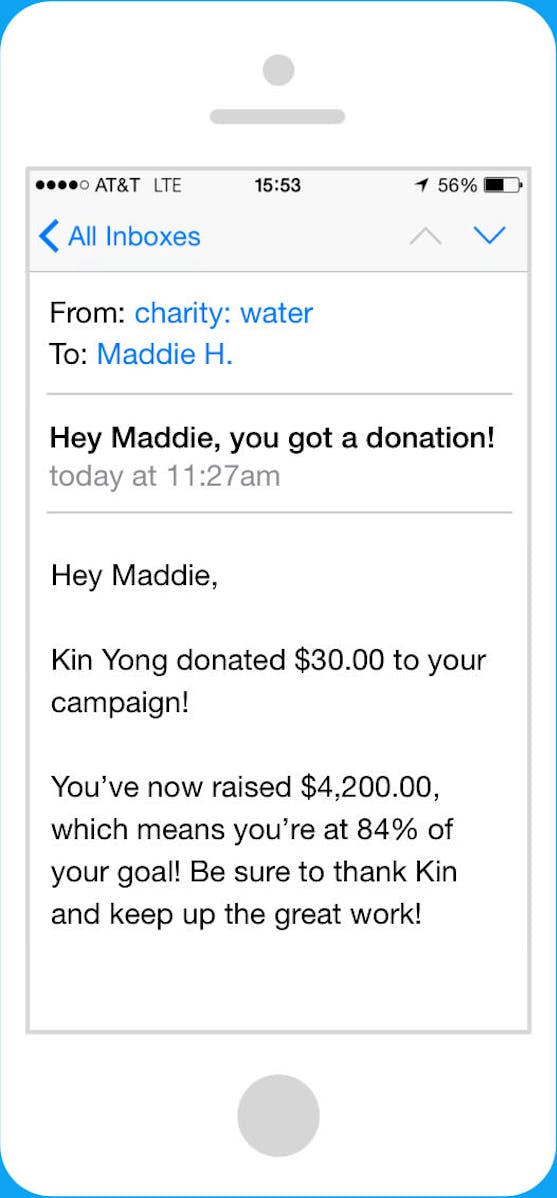 AT&T LTE 15:53 56%
All Inboxes
From: charity: water
To: Maddie H.
Hey Maddie, you got a donation!
today at 11:27am
Hey Maddie,
Kin Yong donated $30.00 to your
campaign!
You’ve now raised $4,200.00,
which means you’re at 84% of
your goal! Be sure to thank Kin
and keep up the great work!